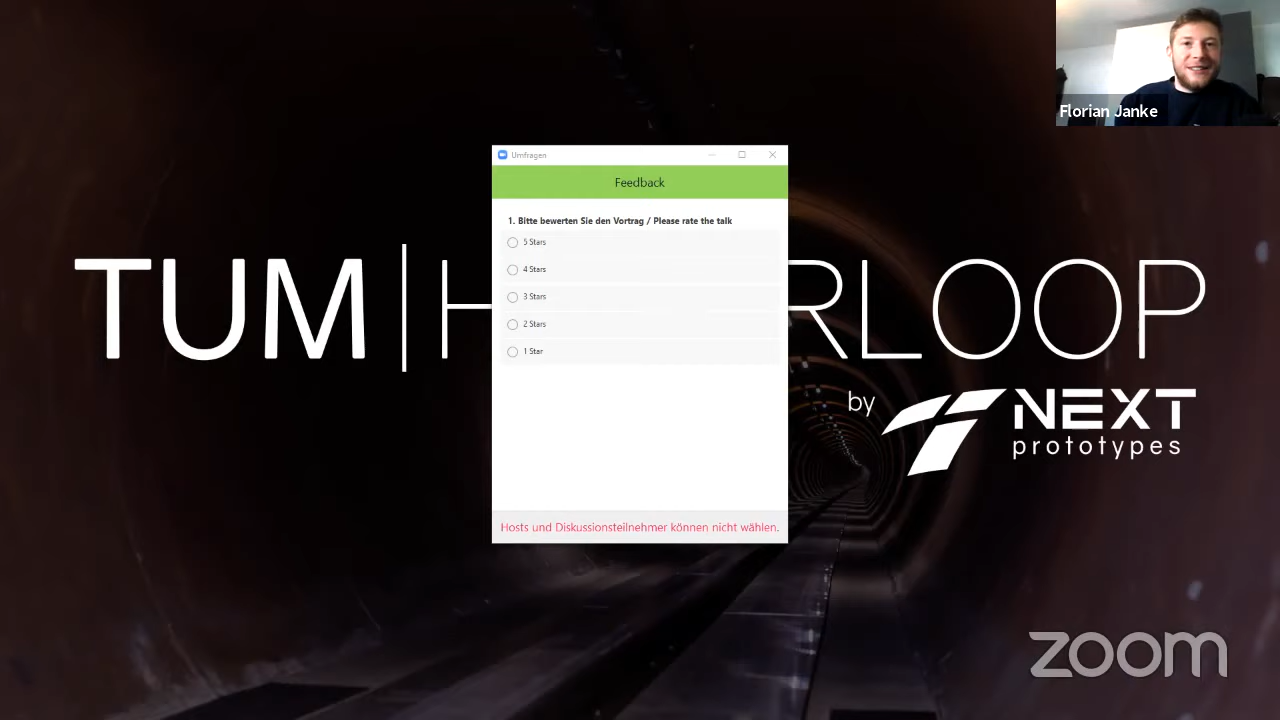 Florian Janke
Umfragen
Feedback
1. Bitte bewerten Sie den Vortrag / Please rate the talk
5 Stars
4 Stars
3 Stars
2 Stars
1 Star
Hosts und Diskussionsteilnehmer können nicht wählen.
TUM | H RLOOP
by NEXT
prototypes
zoom